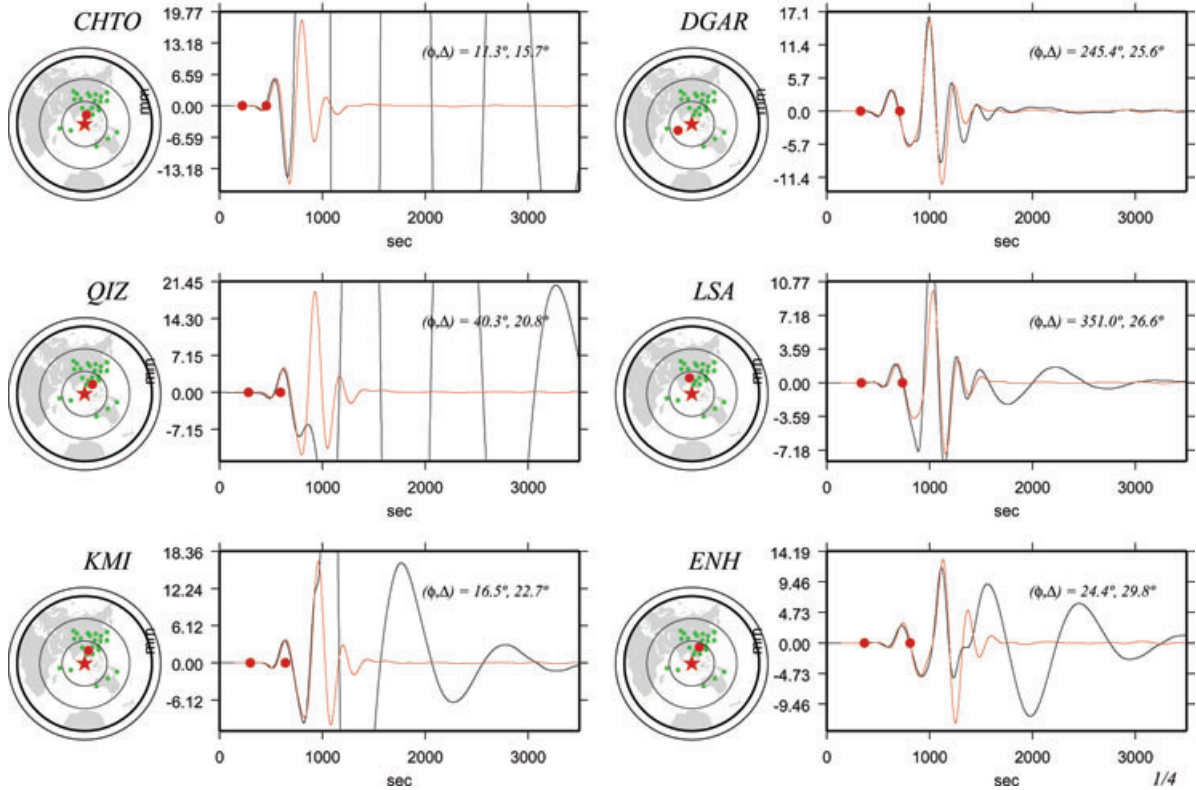 CHTO
19.77
13.18
6.59
0.00
-6.59
-13.18
mm
(ϕ,Δ) = 11.3°, 15.7°
0 1000 2000 3000
sec
DGAR
17.1
11.4
5.7
0.0
-5.7
-11.4
mm
(ϕ,Δ) = 245.4°, 25.6°
0 1000 2000 3000
sec
QIZ
21.45
14.30
7.15
0.00
-7.15
mm
(ϕ,Δ) = 40.3°, 20.8°
0 1000 2000 3000
sec
LSA
10.77
7.18
3.59
0.00
-3.59
-7.18
mm
(ϕ,Δ) = 351.0°, 26.6°
0 1000 2000 3000
sec
KMI
18.36
12.24
6.12
0.00
-6.12
mm
(ϕ,Δ) = 16.5°, 22.7°
0 1000 2000 3000
sec
ENH
14.19
9.46
4.73
0.00
-4.73
-9.46
mm
(ϕ,Δ) = 24.4°, 29.8°
0 1000 2000 3000
sec
1/4